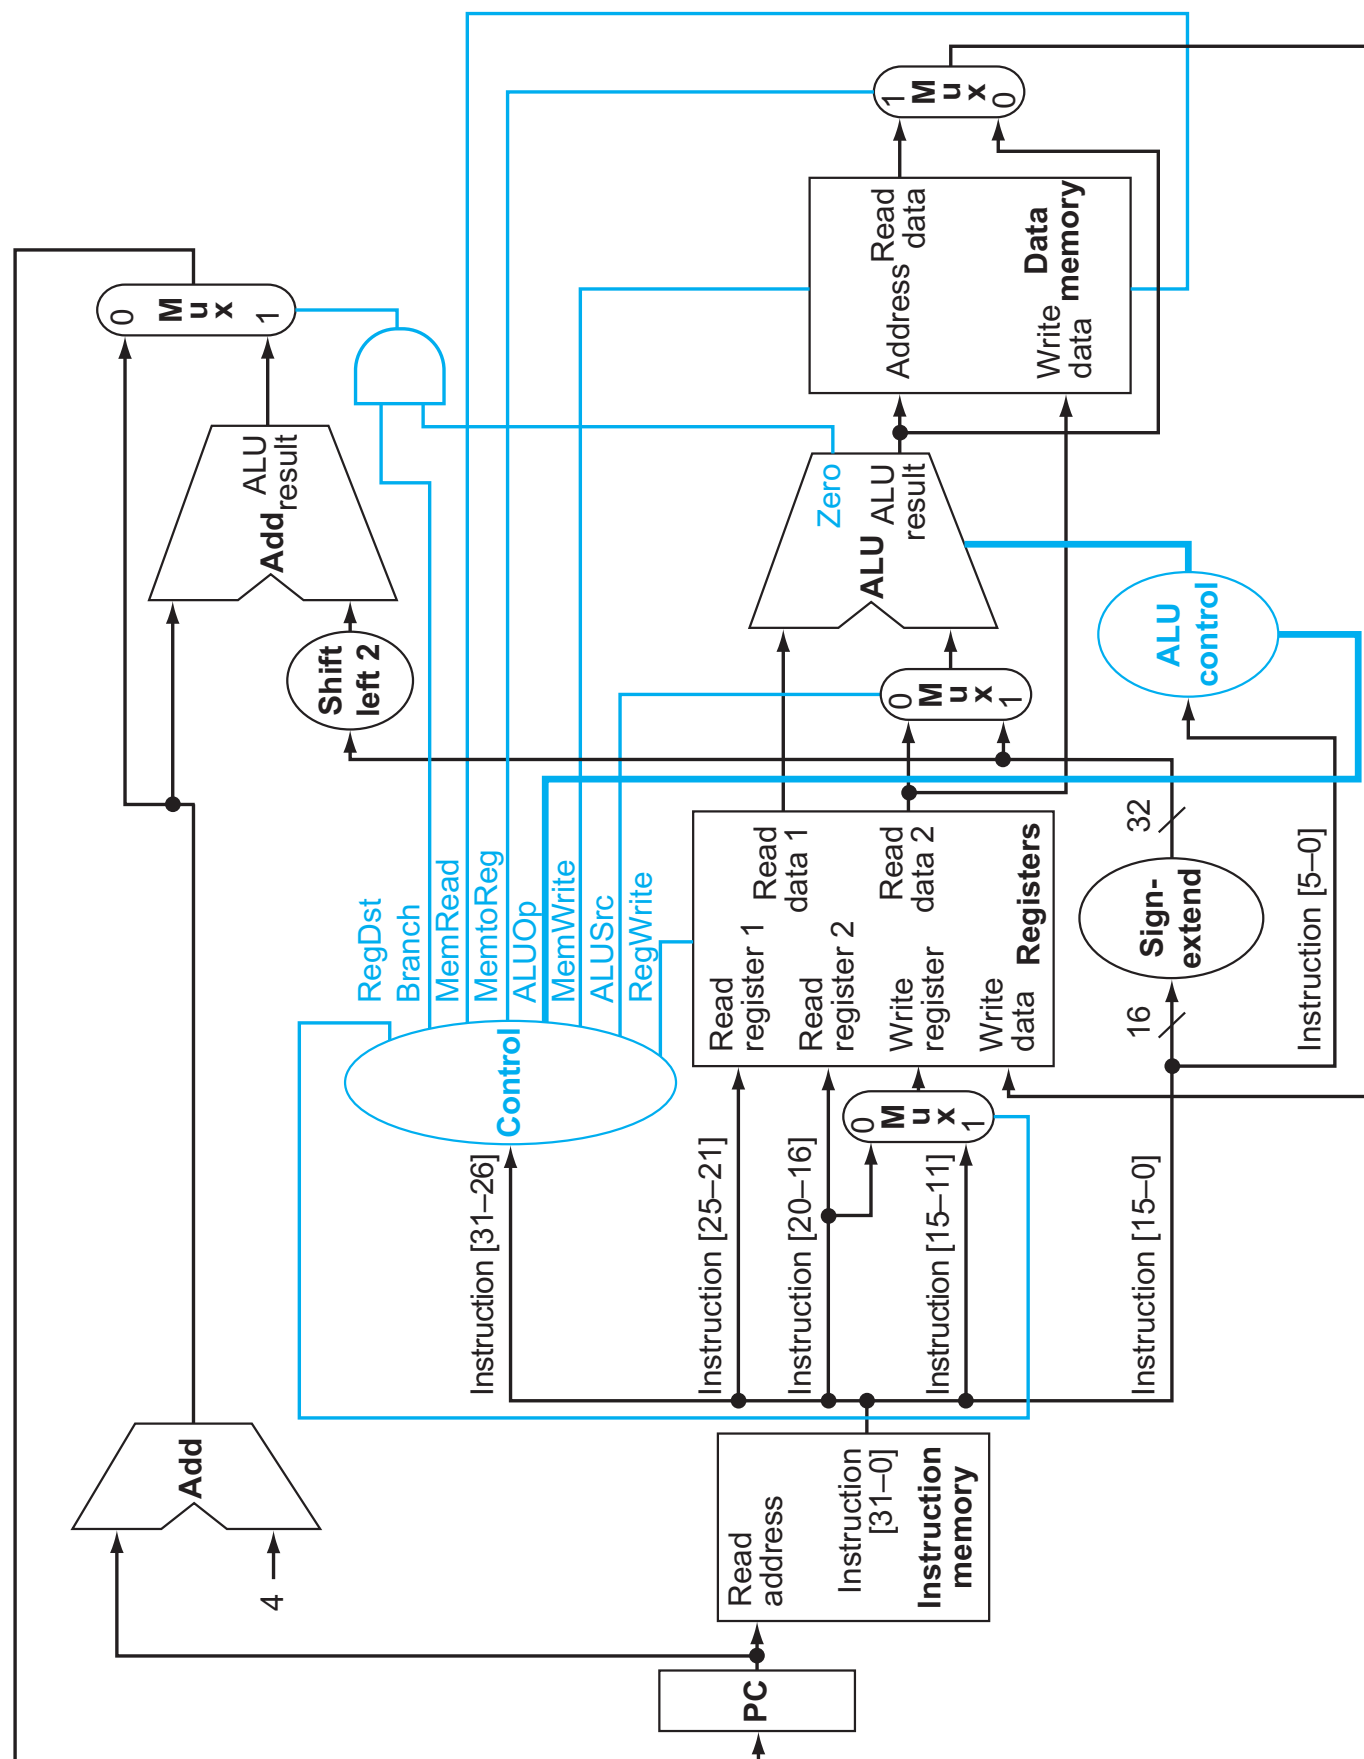 Add
4
PC
Read
address
Instruction
[31–0]
Instruction
memory
Instruction [31–26]
Instruction [25–21]
Instruction [20–16]
Instruction [15–11]
Instruction [15–0]
Control
RegDst
Branch
MemRead
MemtoReg
ALUOp
MemWrite
ALUSrc
RegWrite
0
M
u
x
1
Read
register 1
Read
register 2
Write
register
Write
data
Read
data 1
Read
data 2
Registers
16
Sign-
extend
32
Instruction [5–0]
Shift
left 2
Add
ALU
result
0
M
u
x
1
0
M
u
x
1
Zero
ALU
ALU
result
ALU
control
Address
Write
data
Read
data
Data
memory
1
M
u
x
0